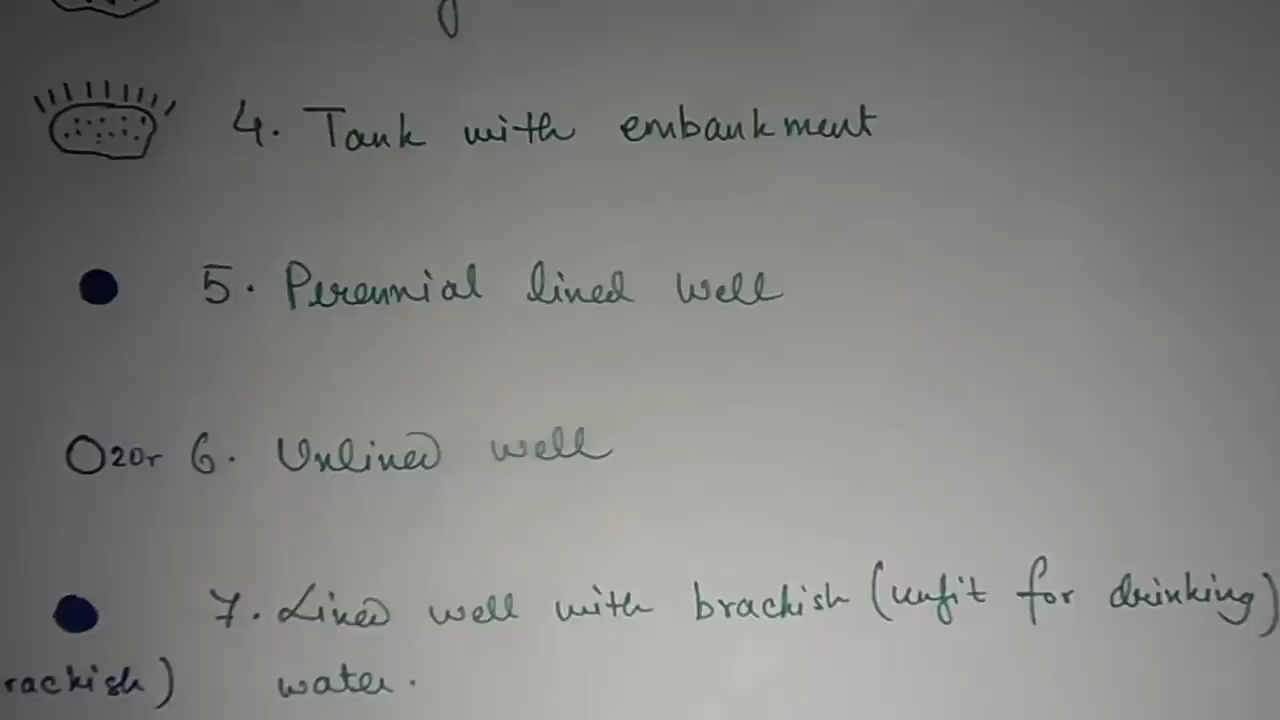 4. Tank with embankment
5. Perennial lined well
20r 6. Unlined well
7. Lined well with brackish (unfit for drinking)
rackish) water.